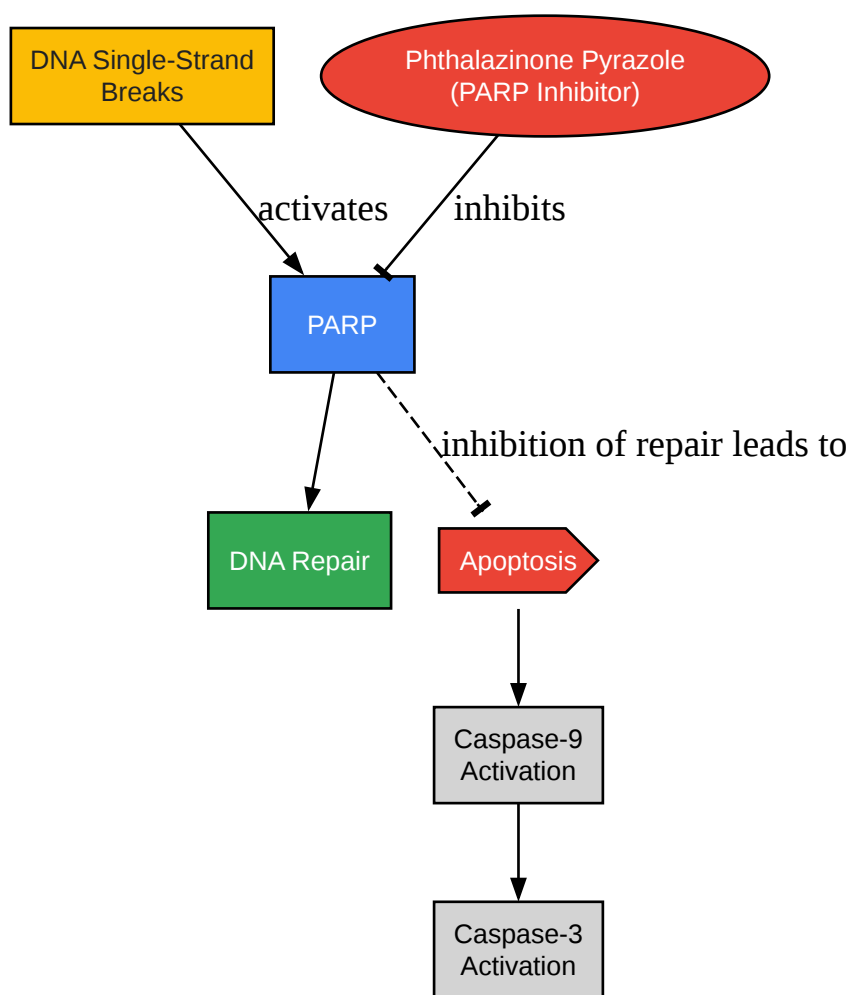 DNA Single-Strand
Breaks
Phthalazinone Pyrazole
(PARP Inhibitor)
activates
inhibits
PARP
inhibition of repair leads to
DNA Repair
Apoptosis
Caspase-9
Activation
Caspase-3
Activation